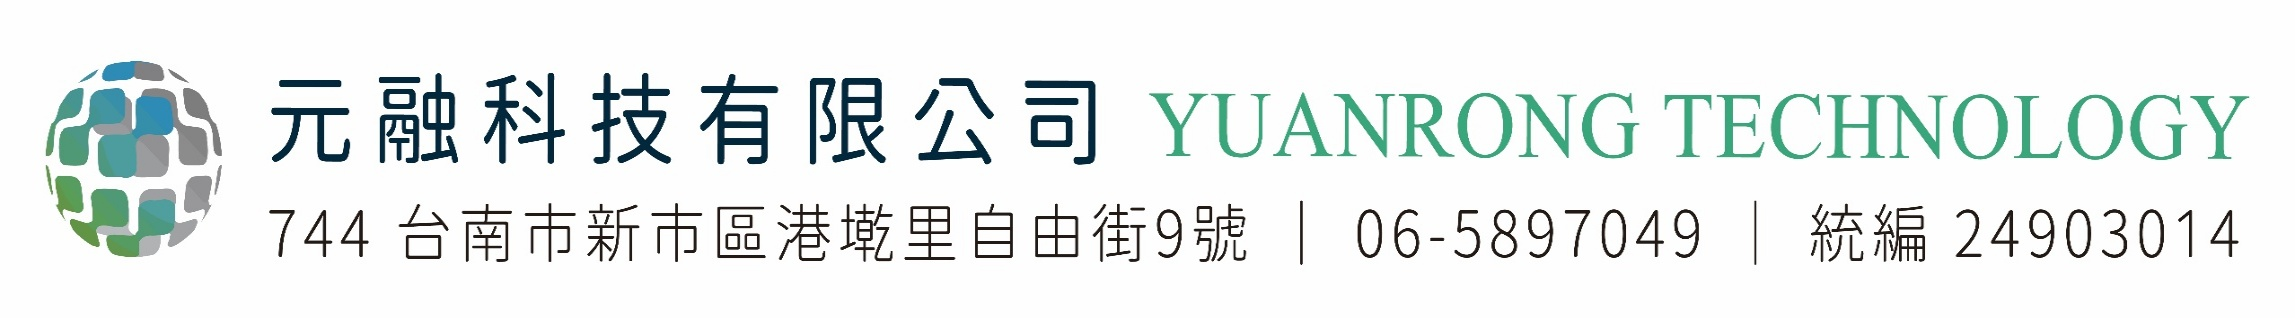 元融科技有限公司 YUANRONG TECHNOLOGY
744 台南市新市區港墘里自由街9號 | 06-5897049 | 統編 24903014